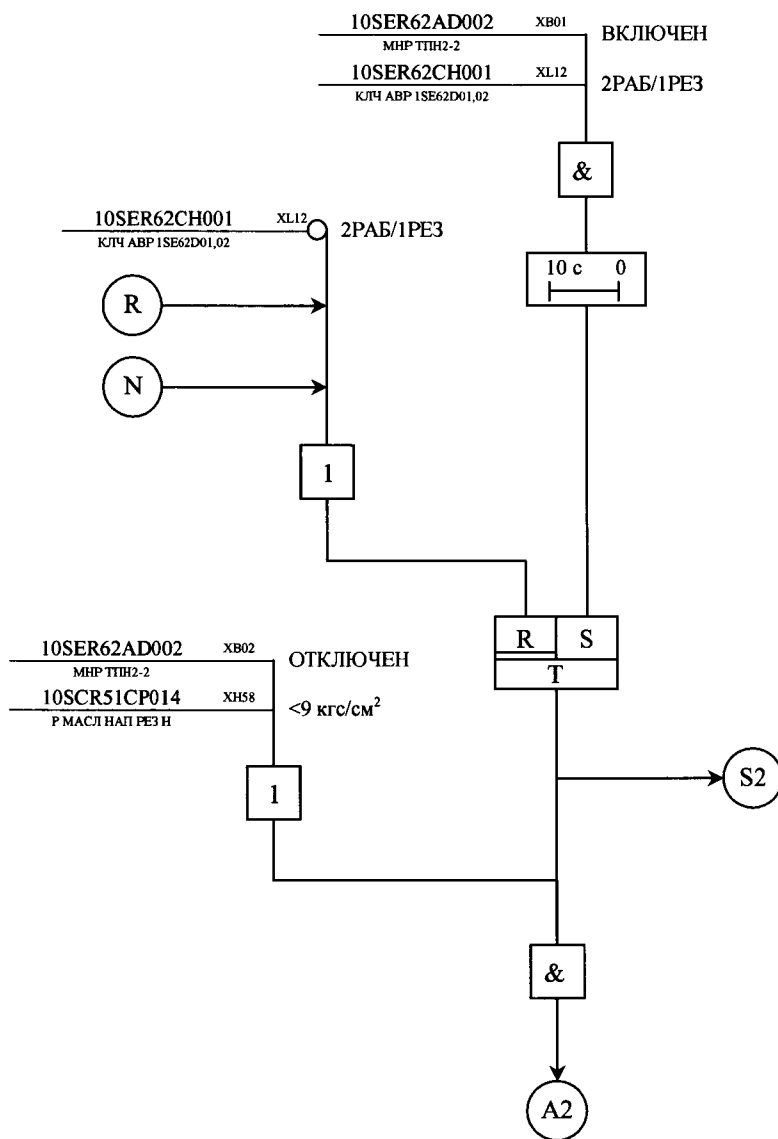 10SER62AD002 XB01 ВКЛЮЧЕН
МНР ТПН2-2
10SER62CH001 XL12 2РАБ/1РЕЗ
КЛЧ АВР 1SE62D01,02
&
10SER62CH001 XL12 2РАБ/1РЕЗ
КЛЧ АВР 1SE62D01,02
10 с 0
R
N
1
R S
T
10SER62AD002 XB02 ОТКЛЮЧЕН
МНР ТПН2-2
10SCR51CP014 XH58 <9 кгс/см²
Р МАСЛ НАП РЕЗ Н
S2
1
&
A2